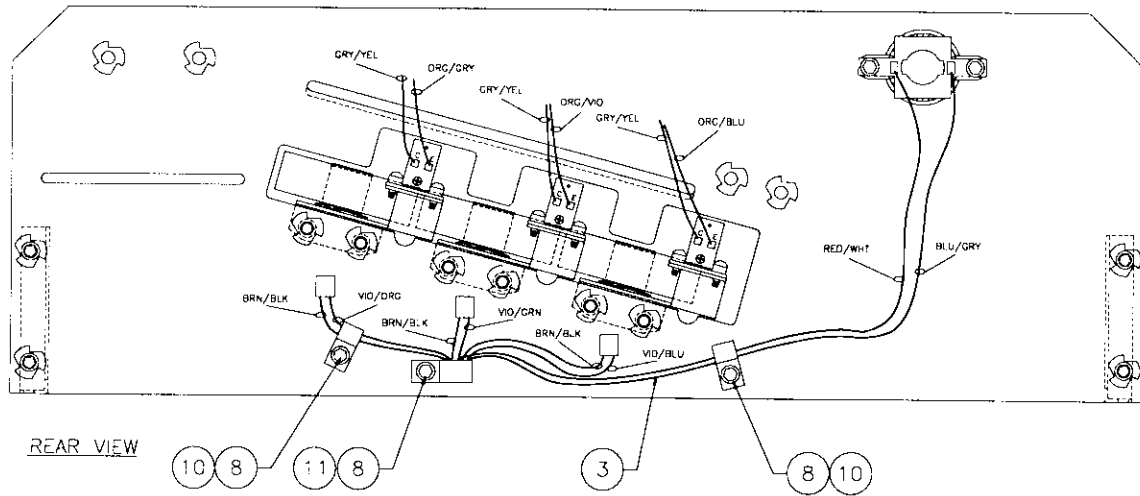 GRY/YEL
ORG/GRY
GRY/YEL
ORG/VIO
GRY/YEL
ORG/BLU
RED/WHT
BLU/GRY
BRN/BLK
VIO/ORG
BRN/BLK
VIO/GRN
BRN/BLK
VIO/BLU
REAR VIEW
10 8
11 8
3
8 10